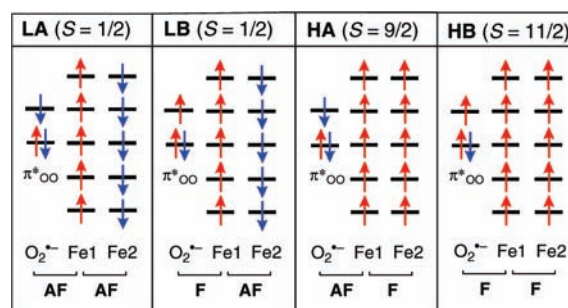 LA (S = 1/2) LB (S = 1/2) HA (S = 9/2) HB (S = 11/2)
π*OO π*OO π*OO π*OO
O2•− Fe1 Fe2 O2•− Fe1 Fe2 O2•− Fe1 Fe2 O2•− Fe1 Fe2
AF AF F AF AF F F F